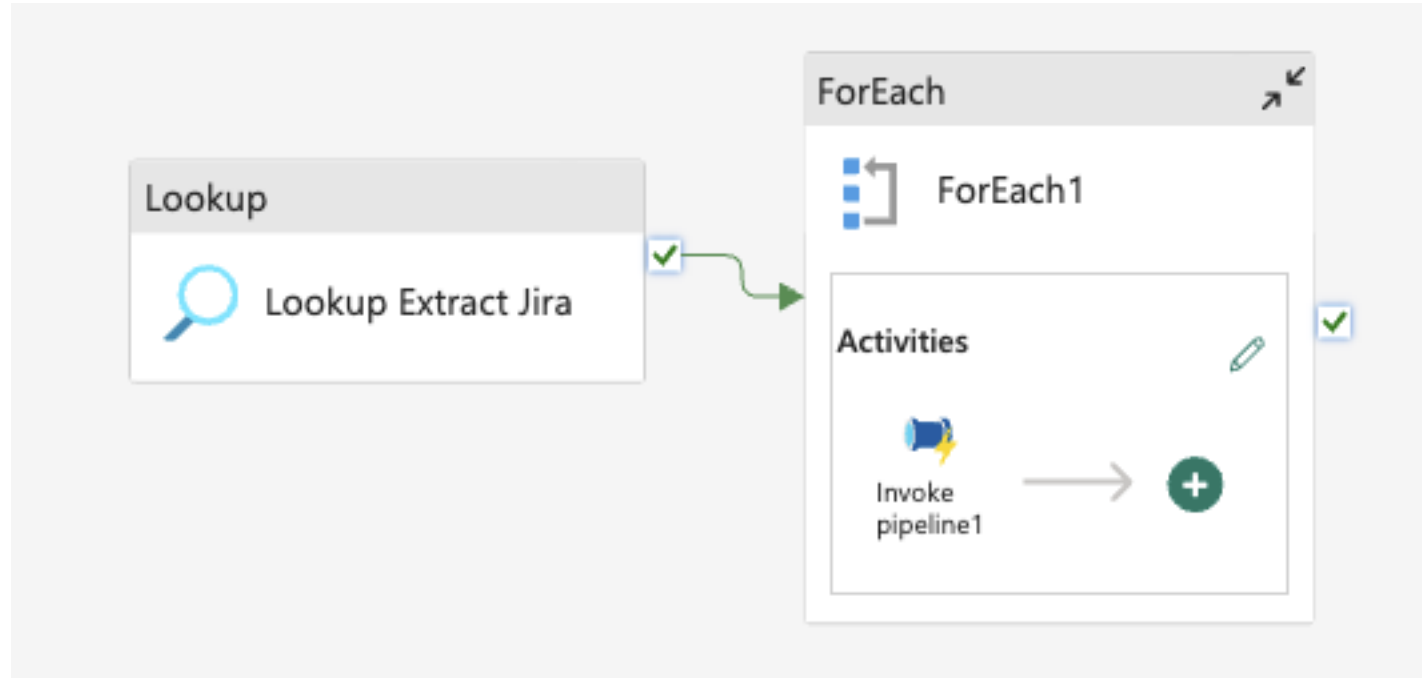 Lookup
Lookup Extract Jira
ForEach
ForEach1
Activities
Invoke
pipeline1